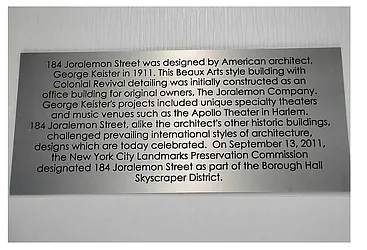 184 Joralemon Street was designed by American architect,
George Keister in 1911. This Beaux Arts style building with
Colonial Revival detailing was initially constructed as an
office building for original owners, The Joralemon Company.
George Keister's projects included unique specialty theaters
and music venues such as the Apollo Theater in Harlem.
184 Joralemon Street, alike the architect's other historic buildings,
challenged prevailing international styles of architecture,
designs which are today celebrated. On September 13, 2011,
the New York City Landmarks Preservation Commission
designated 184 Joralemon Street as part of the Borough Hall
Skyscraper District.